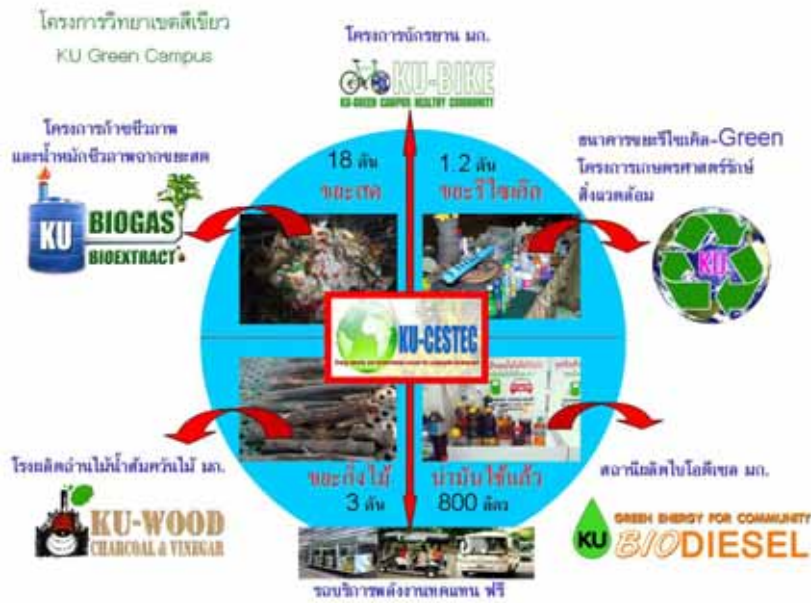 โครงการวิทยาเขตสีเขียว
KU Green Campus
โครงการจักรยาน มก.
KU-BIKE
KU-GREEN CAMPUS HEALTHY COMMUNITY
โครงการก๊าซชีวภาพ
และน้ำหมักชีวภาพจากขยะสด
KU BIOGAS
BIOEXTRACT
18 ตัน
ขยะสด
1.2 ตัน
ขยะรีไซเคิล
ธนาคารขยะรีไซเคิล-Green
โครงการเกษตรศาสตร์รักษ์
สิ่งแวดล้อม
KU
KU-CESTEC
โรงผลิตถ่านไม้น้ำส้มควันไม้ มก.
KU-WOOD
CHARCOAL & VINEGAR
ขยะกิ่งไม้
3 ตัน
น้ำมันใช้แล้ว
800 ลิตร
สถานีผลิตไบโอดีเซล มก.
GREEN ENERGY FOR COMMUNITY
KU BIODIESEL
รถบริการพลังงานทดแทน ฟรี